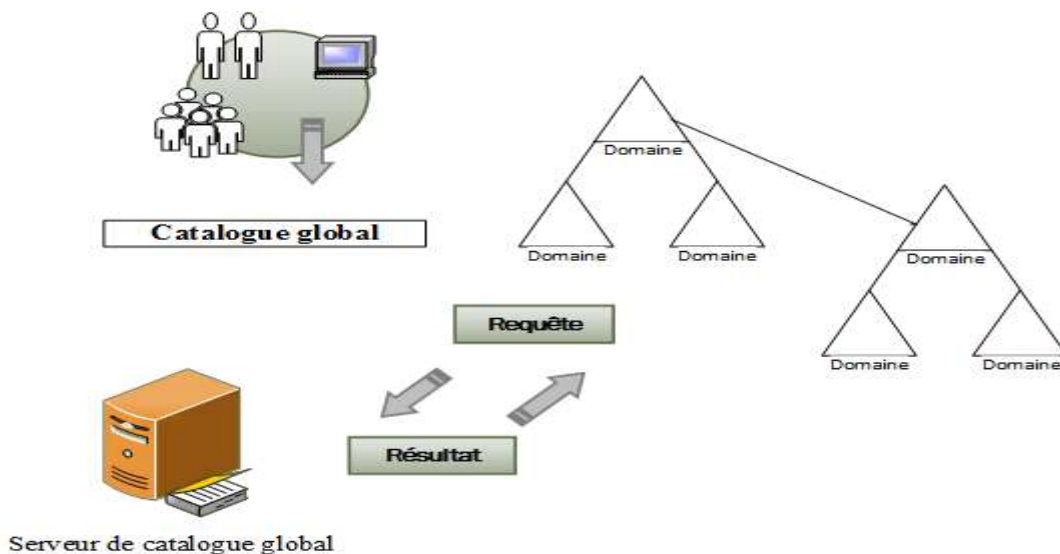 Domaine
Catalogue global
Domaine
Domaine
Domaine
Requête
Domaine
Domaine
Résultat
Serveur de catalogue global